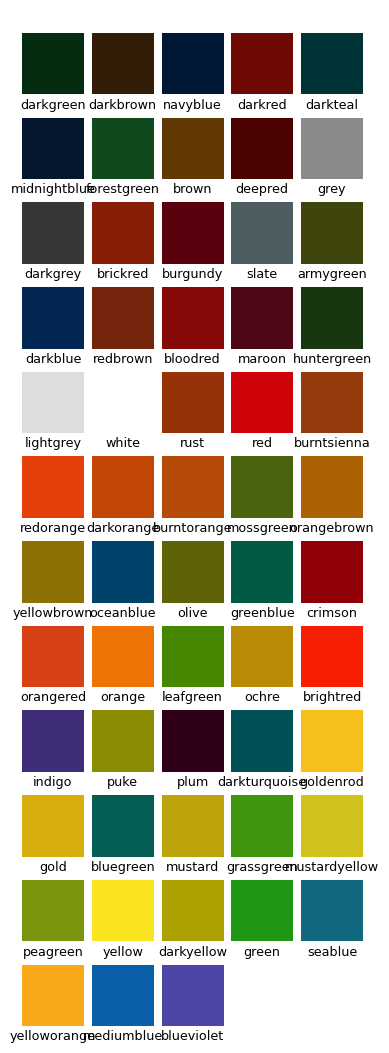 darkgreen darkbrown navyblue darkred darkteal
midnightblue forestgreen brown deepred grey
darkgrey brickred burgundy slate armygreen
darkblue redbrown bloodred maroon huntergreen
lightgrey white rust red burntsienna
redorange darkorange burntorange mossgreen orangebrown
yellowbrown oceanblue olive greenblue crimson
orangered orange leafgreen ochre brightred
indigo puke plum darkturquoise goldenrod
gold bluegreen mustard grassgreen mustardyellow
peagreen yellow darkyellow green seablue
yelloworange mediumblue blueviolet